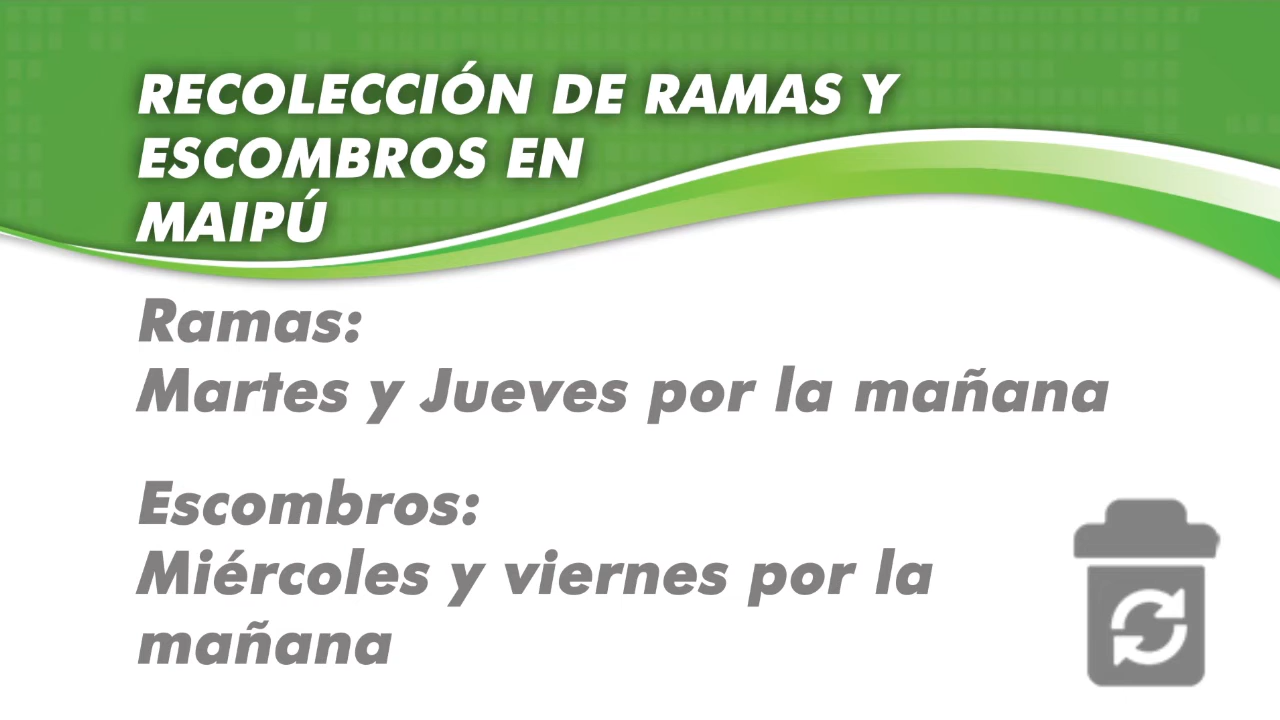 RECOLECCIÓN DE RAMAS Y
ESCOMBROS EN
MAIPÚ
Ramas:
Martes y Jueves por la mañana
Escombros:
Miércoles y viernes por la
mañana